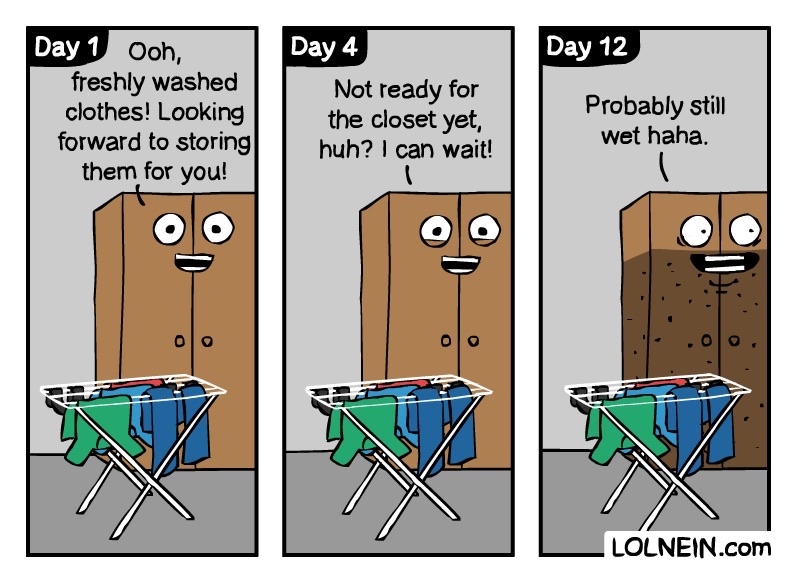 Day 1
Ooh,
freshly washed
clothes! Looking
forward to storing
them for you!
Day 4
Not ready for
the closet yet,
huh? I can wait!
Day 12
Probably still
wet haha.
LOLNEIN.com